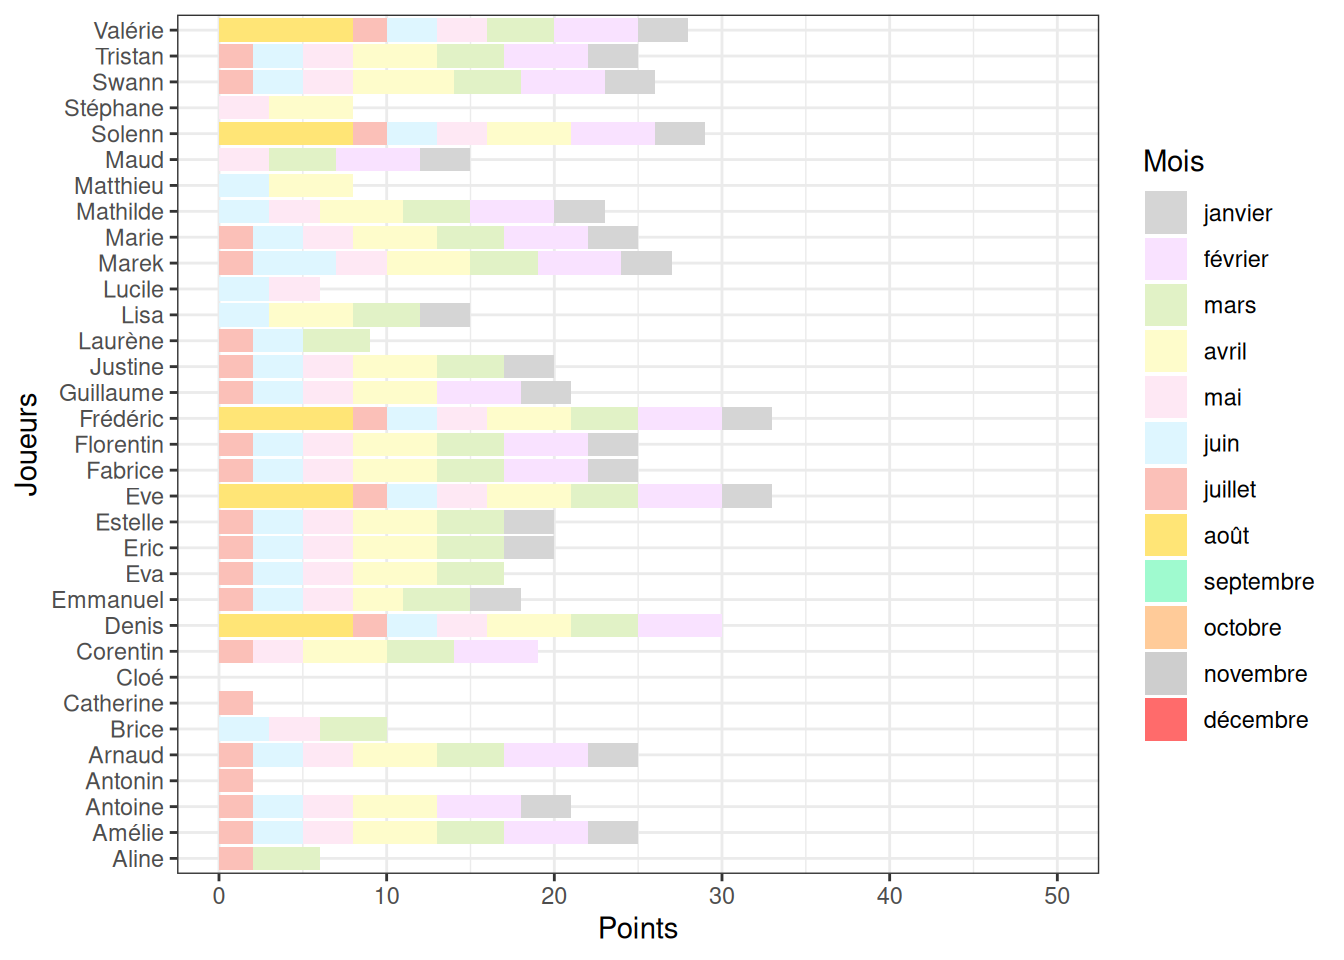 Joueurs
Valérie
Tristan
Swann
Stéphane
Solenn
Maud
Matthieu
Mathilde
Marie
Marek
Lucile
Lisa
Laurène
Justine
Guillaume
Frédéric
Florentin
Fabrice
Eve
Estelle
Eric
Eva
Emmanuel
Denis
Corentin
Cloé
Catherine
Brice
Arnaud
Antonin
Antoine
Amélie
Aline
0 10 20 30 40 50
Points
Mois
janvier
février
mars
avril
mai
juin
juillet
août
septembre
octobre
novembre
décembre